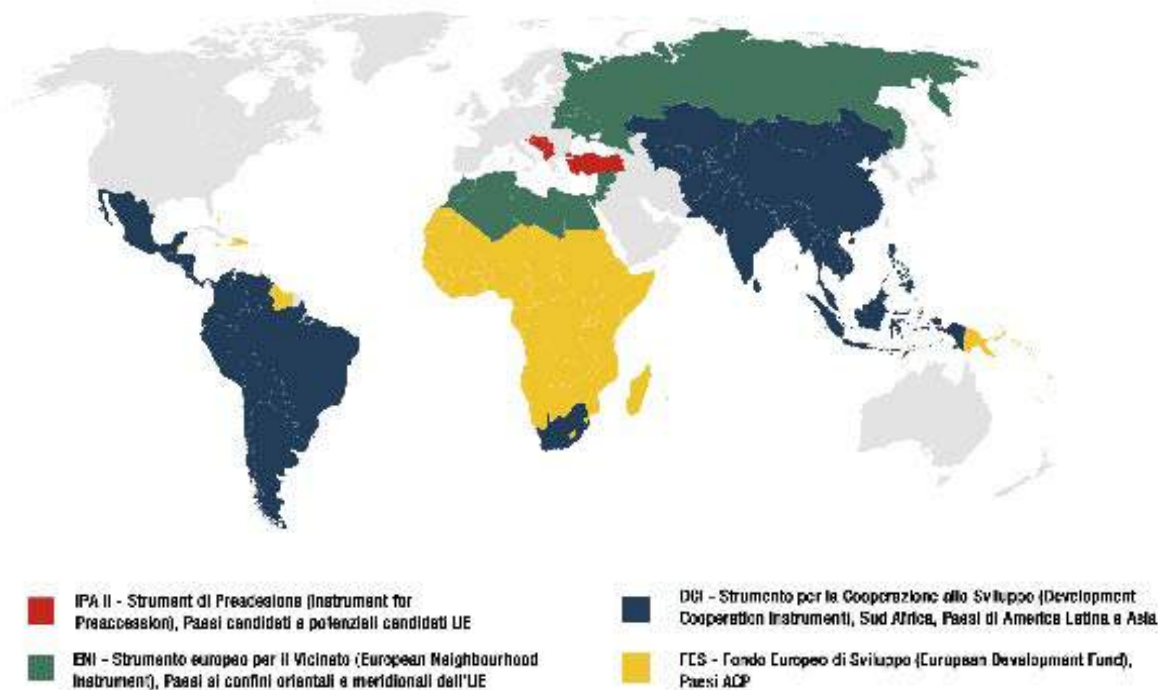 IPA II - Strument di Preadesione (Instrument for
Preaccession), Paesi candidati e potenziali candidati UE
ENI - Strumento europeo per il Vicinato (European Neighbourhood
Instrument), Paesi ai confini orientali e meridionali dell'UE
DCI - Strumento per la Cooperazione allo Sviluppo (Development
Cooperation Instrument), Sud Africa, Paesi di America Latina e Asia
FES - Fondo Europeo di Sviluppo (European Development Fund),
Paesi ACP